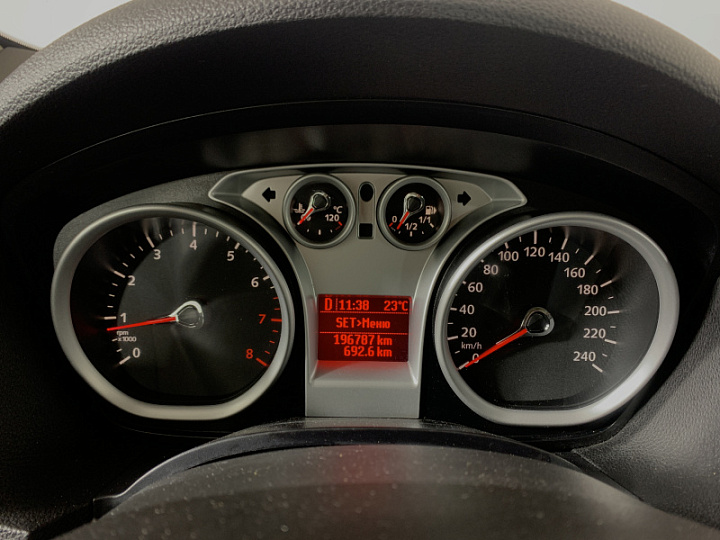 °C
60 120
0 1/2 1/1
0 1 2 3 4 5 6 7 8
rpm
x 1000
D 11:38 23°C
SET>Меню
196787 km
692.6 km
0 20 40 60 80 100 120 140 160 180 200 220 240
km/h